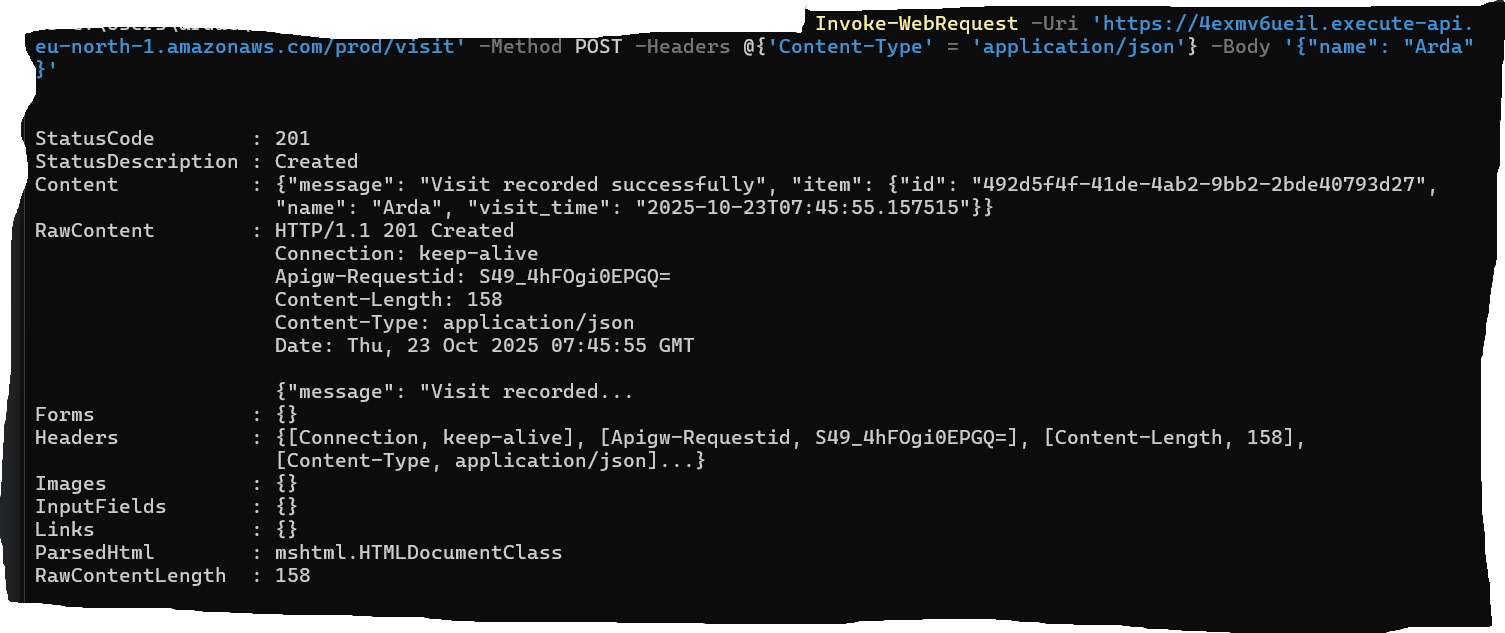 Invoke-WebRequest -Uri 'https://4exmv6ueil.execute-api.
eu-north-1.amazonaws.com/prod/visit' -Method POST -Headers @{'Content-Type' = 'application/json'} -Body '{"name": "Arda"
}'
StatusCode : 201
StatusDescription : Created
Content : {"message": "Visit recorded successfully", "item": {"id": "492d5f4f-41de-4ab2-9bb2-2bde40793d27",
"name": "Arda", "visit_time": "2025-10-23T07:45:55.157515"}}
RawContent : HTTP/1.1 201 Created
Connection: keep-alive
Apigw-Requestid: S49_4hFOgi0EPGQ=
Content-Length: 158
Content-Type: application/json
Date: Thu, 23 Oct 2025 07:45:55 GMT
{"message": "Visit recorded...
Forms : {}
Headers : {[Connection, keep-alive], [Apigw-Requestid, S49_4hFOgi0EPGQ=], [Content-Length, 158],
[Content-Type, application/json]...}
Images : {}
InputFields : {}
Links : {}
ParsedHtml : mshtml.HTMLDocumentClass
RawContentLength : 158